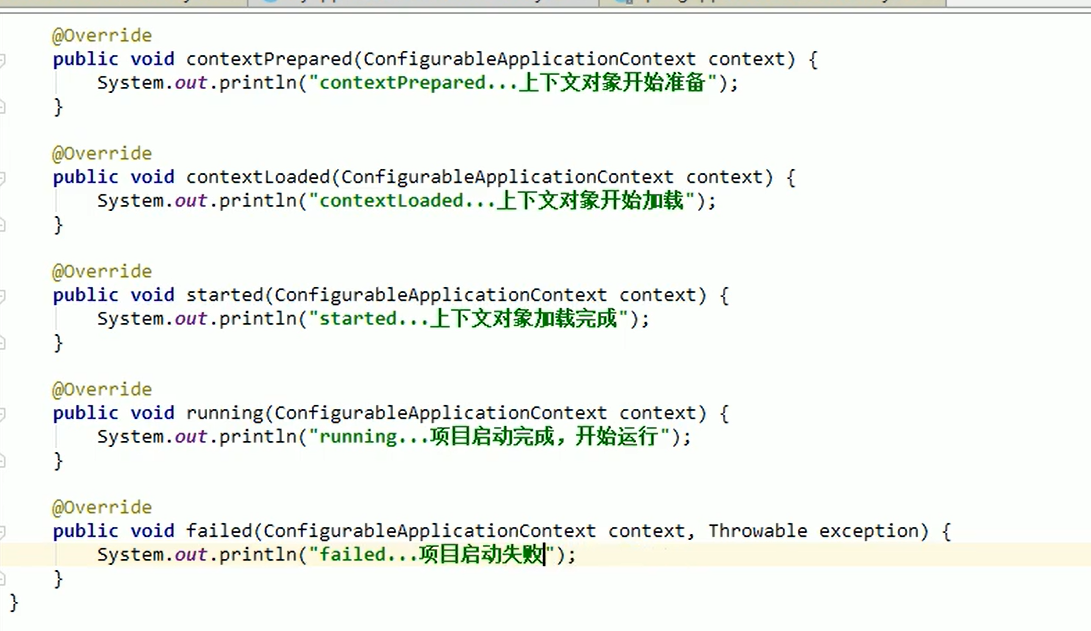 @Override
public void contextPrepared(ConfigurableApplicationContext context) {
System.out.println("contextPrepared...上下文对象开始准备");
}
@Override
public void contextLoaded(ConfigurableApplicationContext context) {
System.out.println("contextLoaded...上下文对象开始加载");
}
@Override
public void started(ConfigurableApplicationContext context) {
System.out.println("started...上下文对象加载完成");
}
@Override
public void running(ConfigurableApplicationContext context) {
System.out.println("running...项目启动完成，开始运行");
}
@Override
public void failed(ConfigurableApplicationContext context, Throwable exception) {
System.out.println("failed...项目启动失败");
}
}